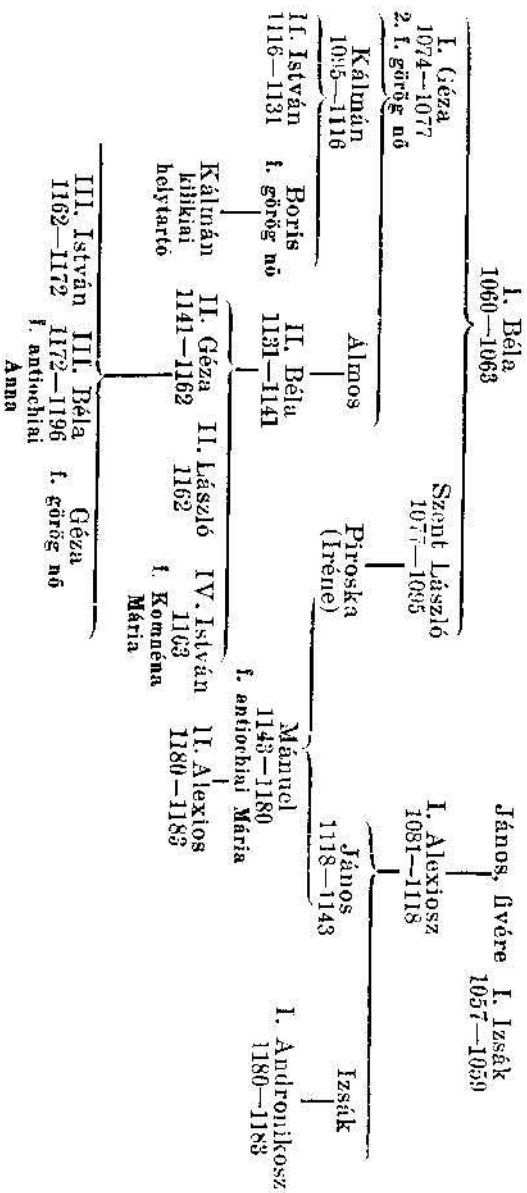 I. Béla
1060—1063
I. Géza
1074—1077
2. f. görög nő
Szent László
1077—1095
János, fivére I. Izsák
1057—1059
Kálmán
1095—1116
Álmos
Piroska
(Iréne)
I. Alexiosz
1081—1118
II. István
1116—1131
Boris
f. görög nő
II. Béla
1131—1141
János
1118—1143
Izsák
Kálmán
kilikiai
helytartó
II. Géza
1141—1162
II. László
1162
IV. István
1163
f. Komnéna
Mária
Mánuel
1143—1180
f. antiochiai Mária
I. Andronikosz
1180—1183
II. Alexios
1180—1183
III. István
1162—1172
III. Béla
1172—1196
f. antiochiai
Anna
Géza
f. görög nő